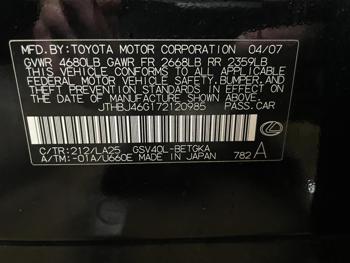 MFD.BY:TOYOTA MOTOR CORPORATION 04/07
GVWR 4680LB GAWR FR 2668LB RR 2359LB
THIS VEHICLE CONFORMS TO ALL APPLICABLE
FEDERAL MOTOR VEHICLE SAFETY, BUMPER,
AND THEFT PREVENTION STANDARDS IN
EFFECT ON THE DATE OF
MANUFACTURE SHOWN ABOVE.
JTHBJ46G172120985 PASS.CAR
C/TR:212/LA25 GSV40L-BETGKA
A/TM:-01A/U660E MADE IN JAPAN 782 A